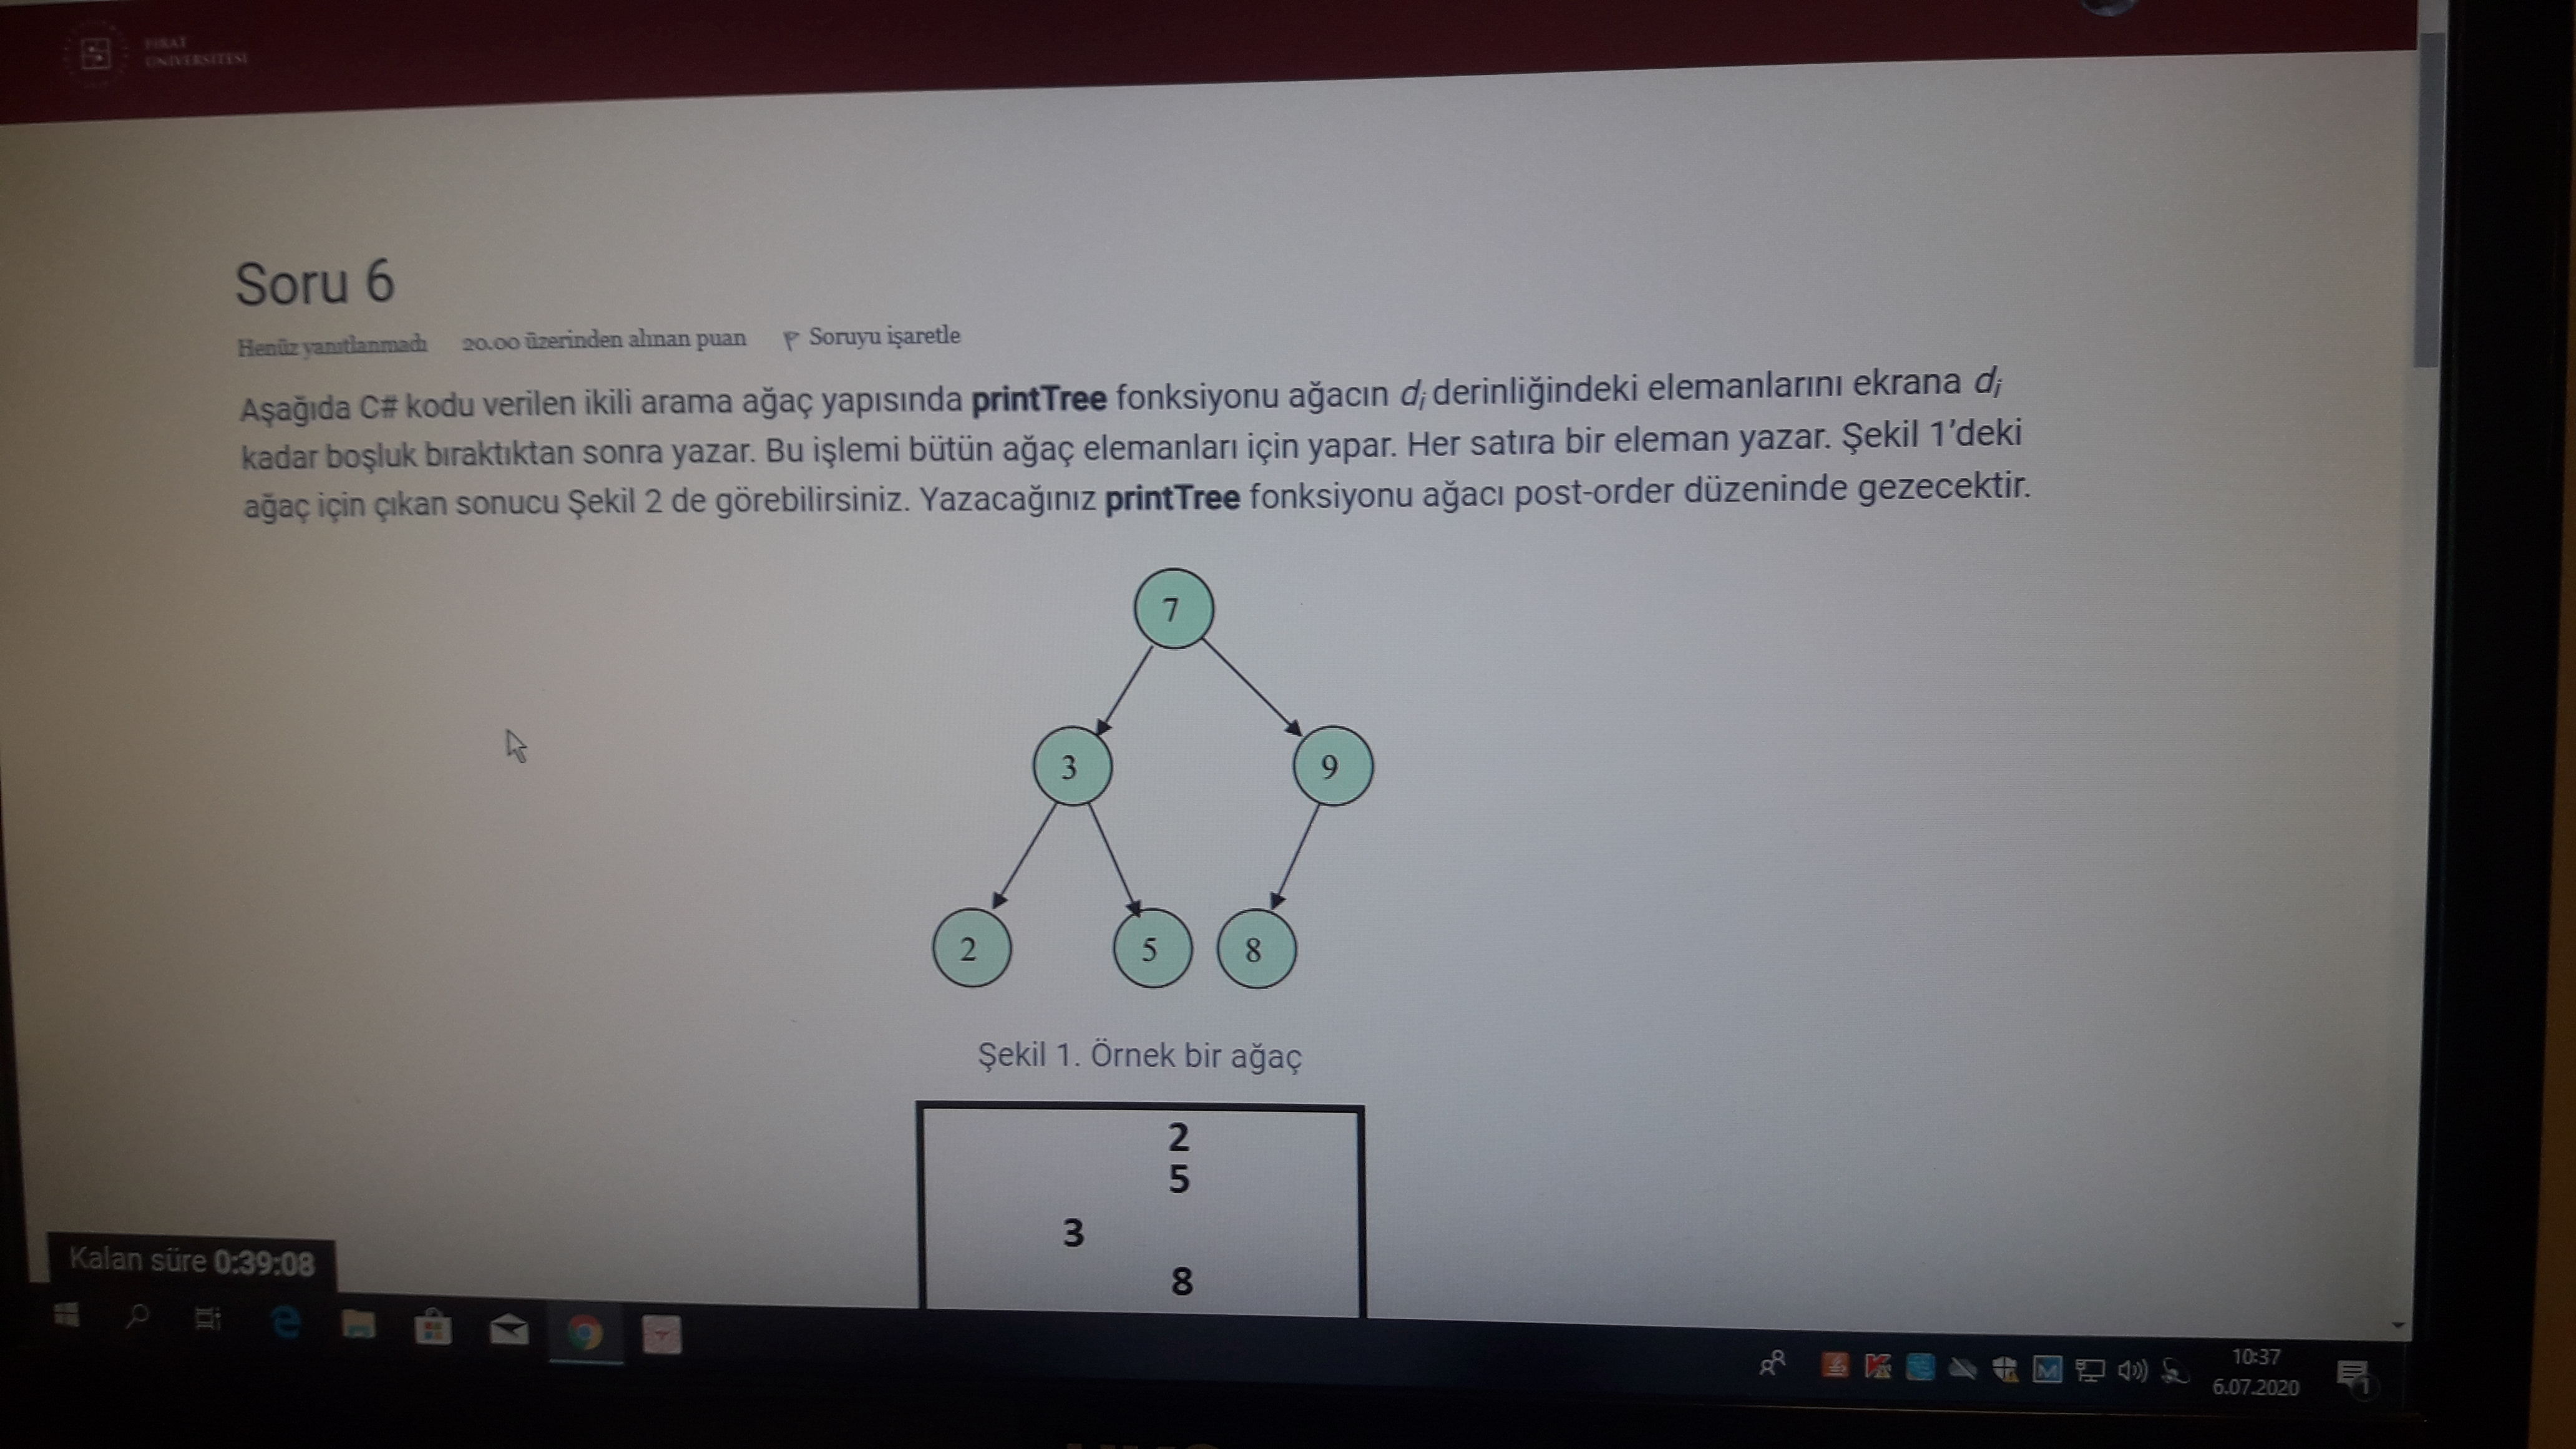 FIRAT
ÜNİVERSİTESİ
Soru 6
Henüz yanıtlanmadı 20.00 üzerinden alınan puan Soruyu işaretle
Aşağıda C# kodu verilen ikili arama ağaç yapısında printTree fonksiyonu ağacın di derinliğindeki elemanlarını ekrana di
kadar boşluk bıraktıktan sonra yazar. Bu işlemi bütün ağaç elemanları için yapar. Her satıra bir eleman yazar. Şekil 1'deki
ağaç için çıkan sonucu Şekil 2 de görebilirsiniz. Yazacağınız printTree fonksiyonu ağacı post-order düzeninde gezecektir.
7
3 9
2 5 8
Şekil 1. Örnek bir ağaç
2
5
3
8
Kalan süre 0:39:08
10:37
6.07.2020
1